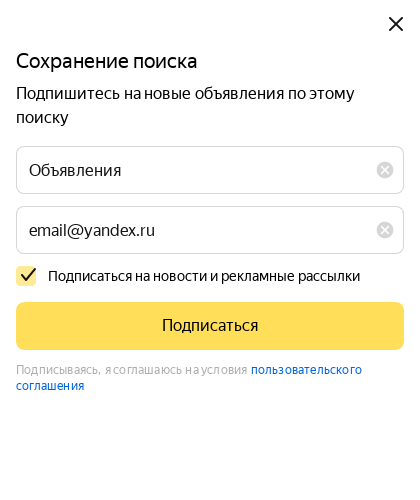 Сохранение поиска
Подпишитесь на новые объявления по этому
поиску
Объявления
email@yandex.ru
Подписаться на новости и рекламные рассылки
Подписаться
Подписываясь, я соглашаюсь на условия пользовательского
соглашения